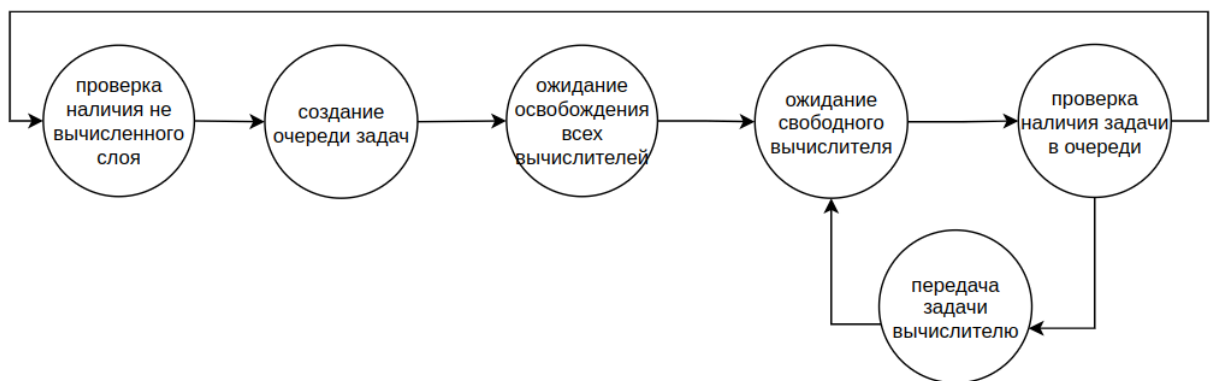 проверка
наличия не
вычисленного
слоя
создание
очереди задач
ожидание
освобождения
всех
вычислителей
ожидание
свободного
вычислителя
проверка
наличия задачи
в очереди
передача
задачи
вычислителю